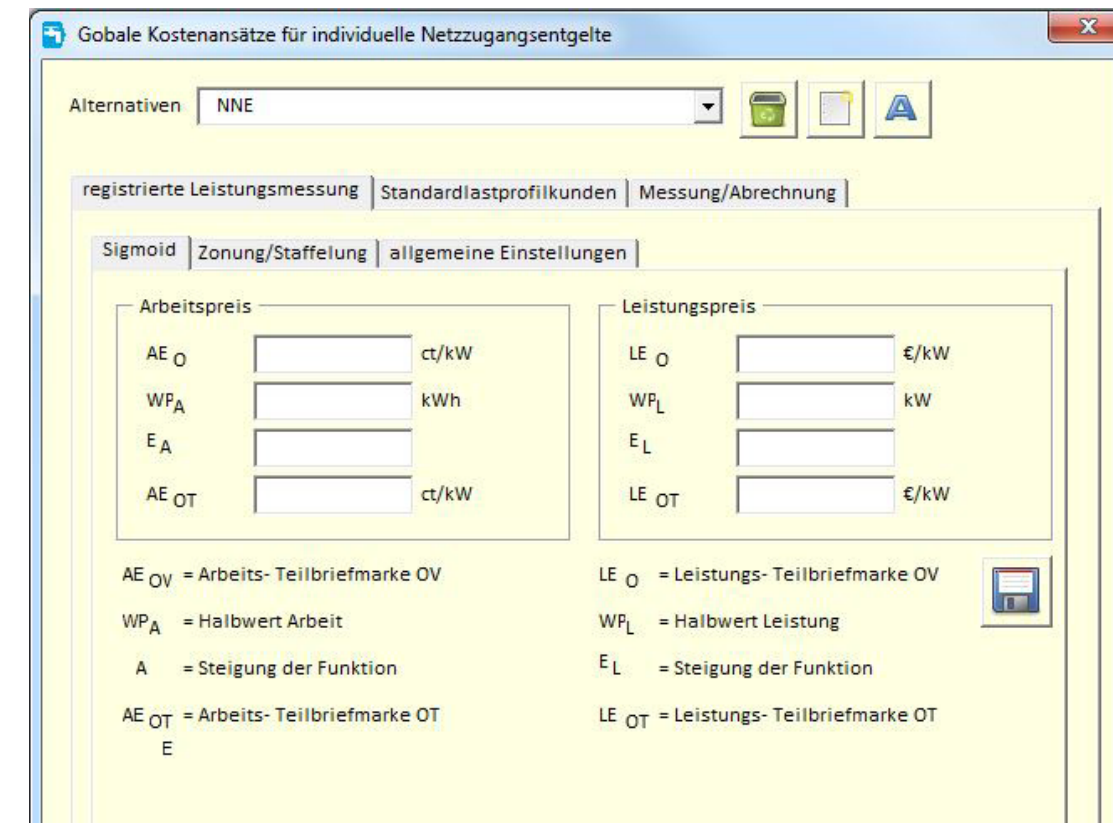 Gobale Kostenansätze für individuelle Netzzugangsentgelte
Alternativen NNE
registrierte Leistungsmessung Standardlastprofilkunden Messung/Abrechnung
Sigmoid Zonung/Staffelung allgemeine Einstellungen
Arbeitspreis
AE O ct/kW
WPA kWh
E A
AE OT ct/kW
Leistungspreis
LE O €/kW
WPL kW
E L
LE OT €/kW
AE OV = Arbeits- Teilbriefmarke OV
WPA = Halbwert Arbeit
A = Steigung der Funktion
AE OT = Arbeits- Teilbriefmarke OT
E
LE O = Leistungs- Teilbriefmarke OV
WPL = Halbwert Leistung
E L = Steigung der Funktion
LE OT = Leistungs- Teilbriefmarke OT